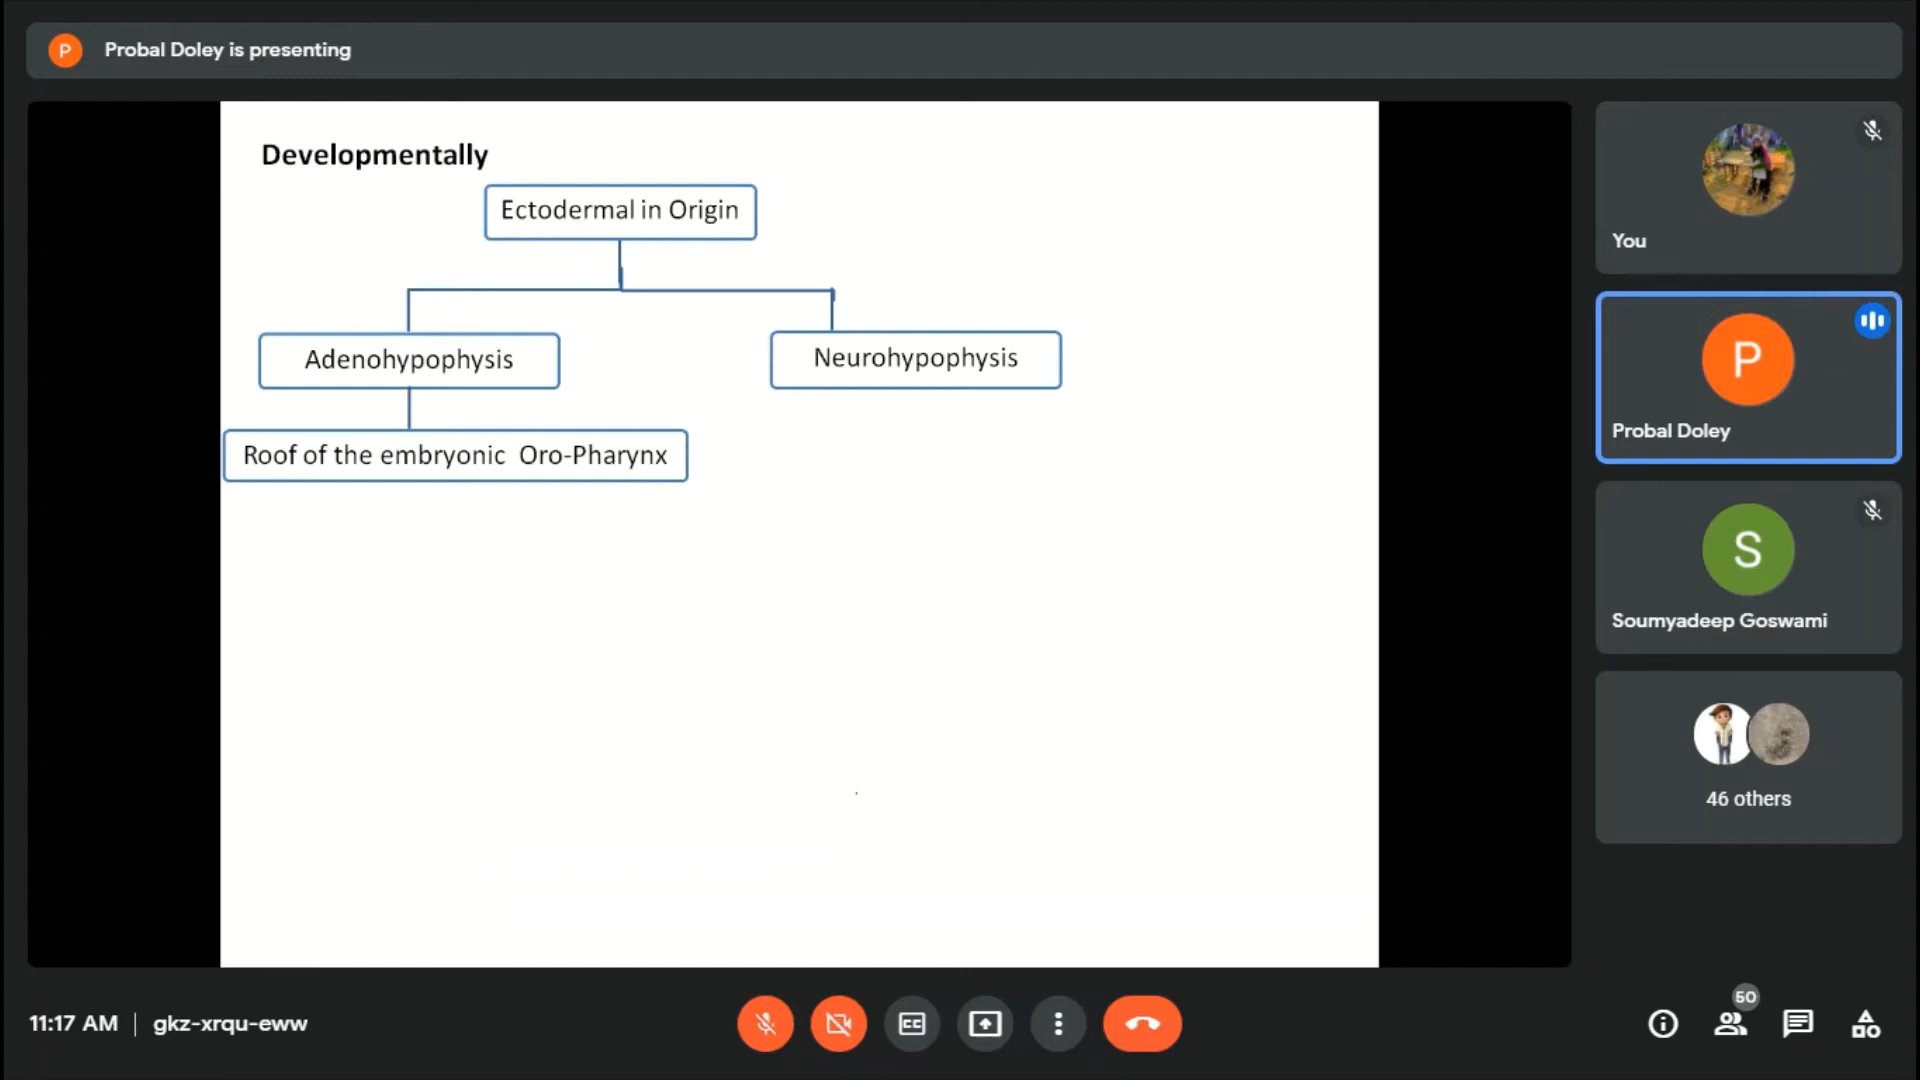 P Probal Doley is presenting
Developmentally
Ectodermal in Origin
Adenohypophysis
Neurohypophysis
Roof of the embryonic Oro-Pharynx
You
P
Probal Doley
S
Soumyadeep Goswami
46 others
11:17 AM | gkz-xrqu-eww
CC
50